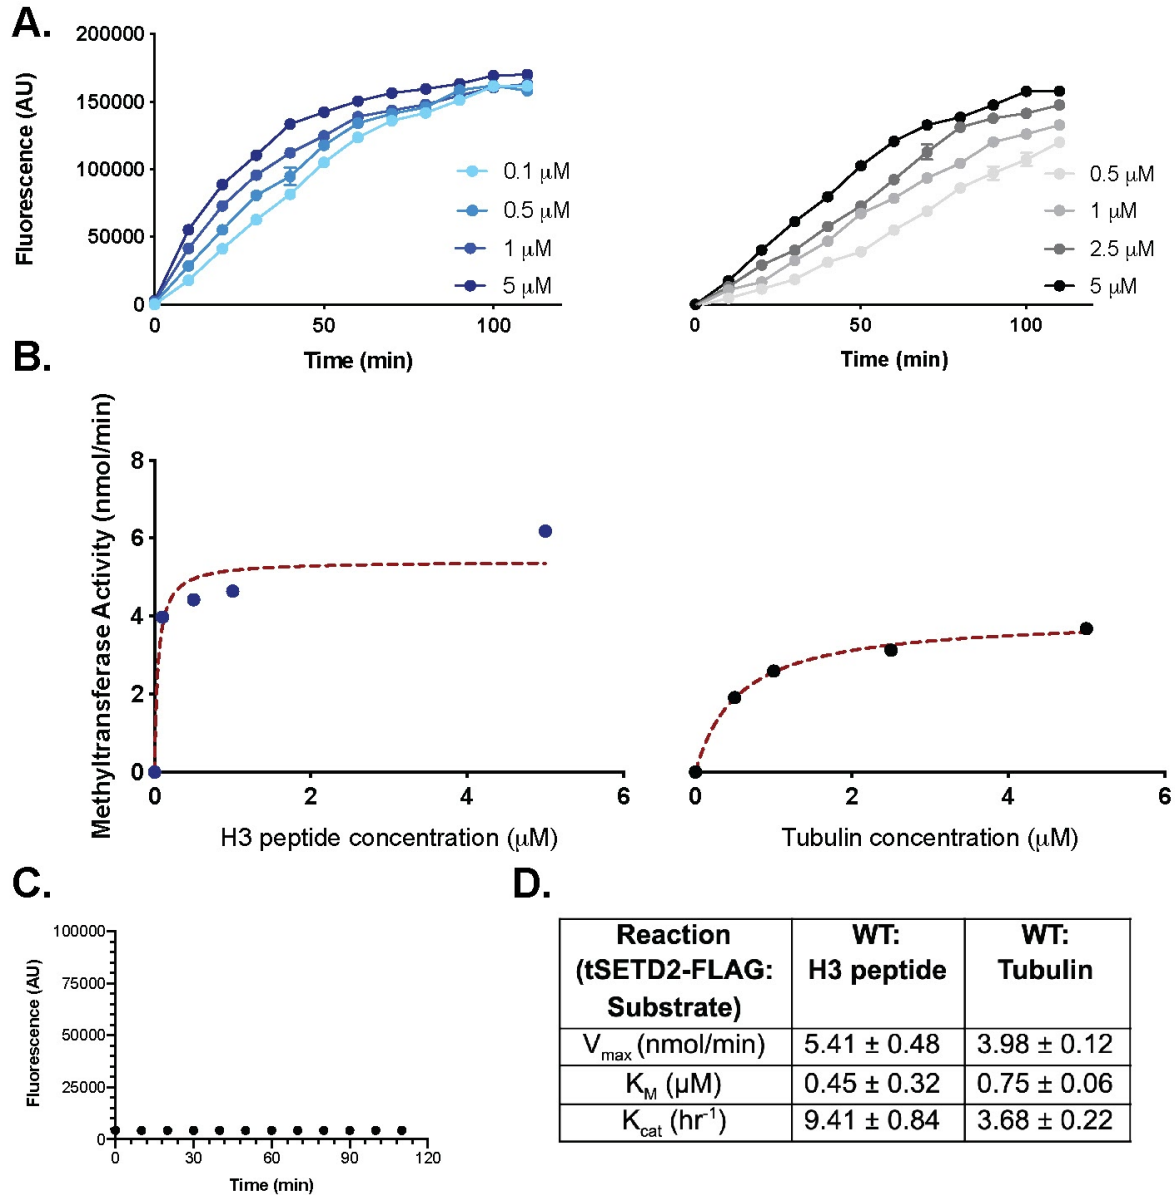 A.
Fluorescence (AU)
200000
150000
100000
50000
0
0
50
100
Time (min)
0.1 μM
0.5 μM
1 μM
5 μM
0
50
100
Time (min)
0.5 μM
1 μM
2.5 μM
5 μM
B.
Methyltransferase Activity (nmol/min)
8
6
4
2
0
0
2
4
6
H3 peptide concentration (μM)
0
2
4
6
Tubulin concentration (μM)
C.
Fluorescence (AU)
100000
75000
50000
25000
0
0
30
60
90
120
Time (min)
D.
Reaction
(tSETD2-FLAG:
Substrate)
WT:
H3 peptide
WT:
Tubulin
Vmax (nmol/min)
5.41 ± 0.48
3.98 ± 0.12
KM (μM)
0.45 ± 0.32
0.75 ± 0.06
Kcat (hr-1)
9.41 ± 0.84
3.68 ± 0.22